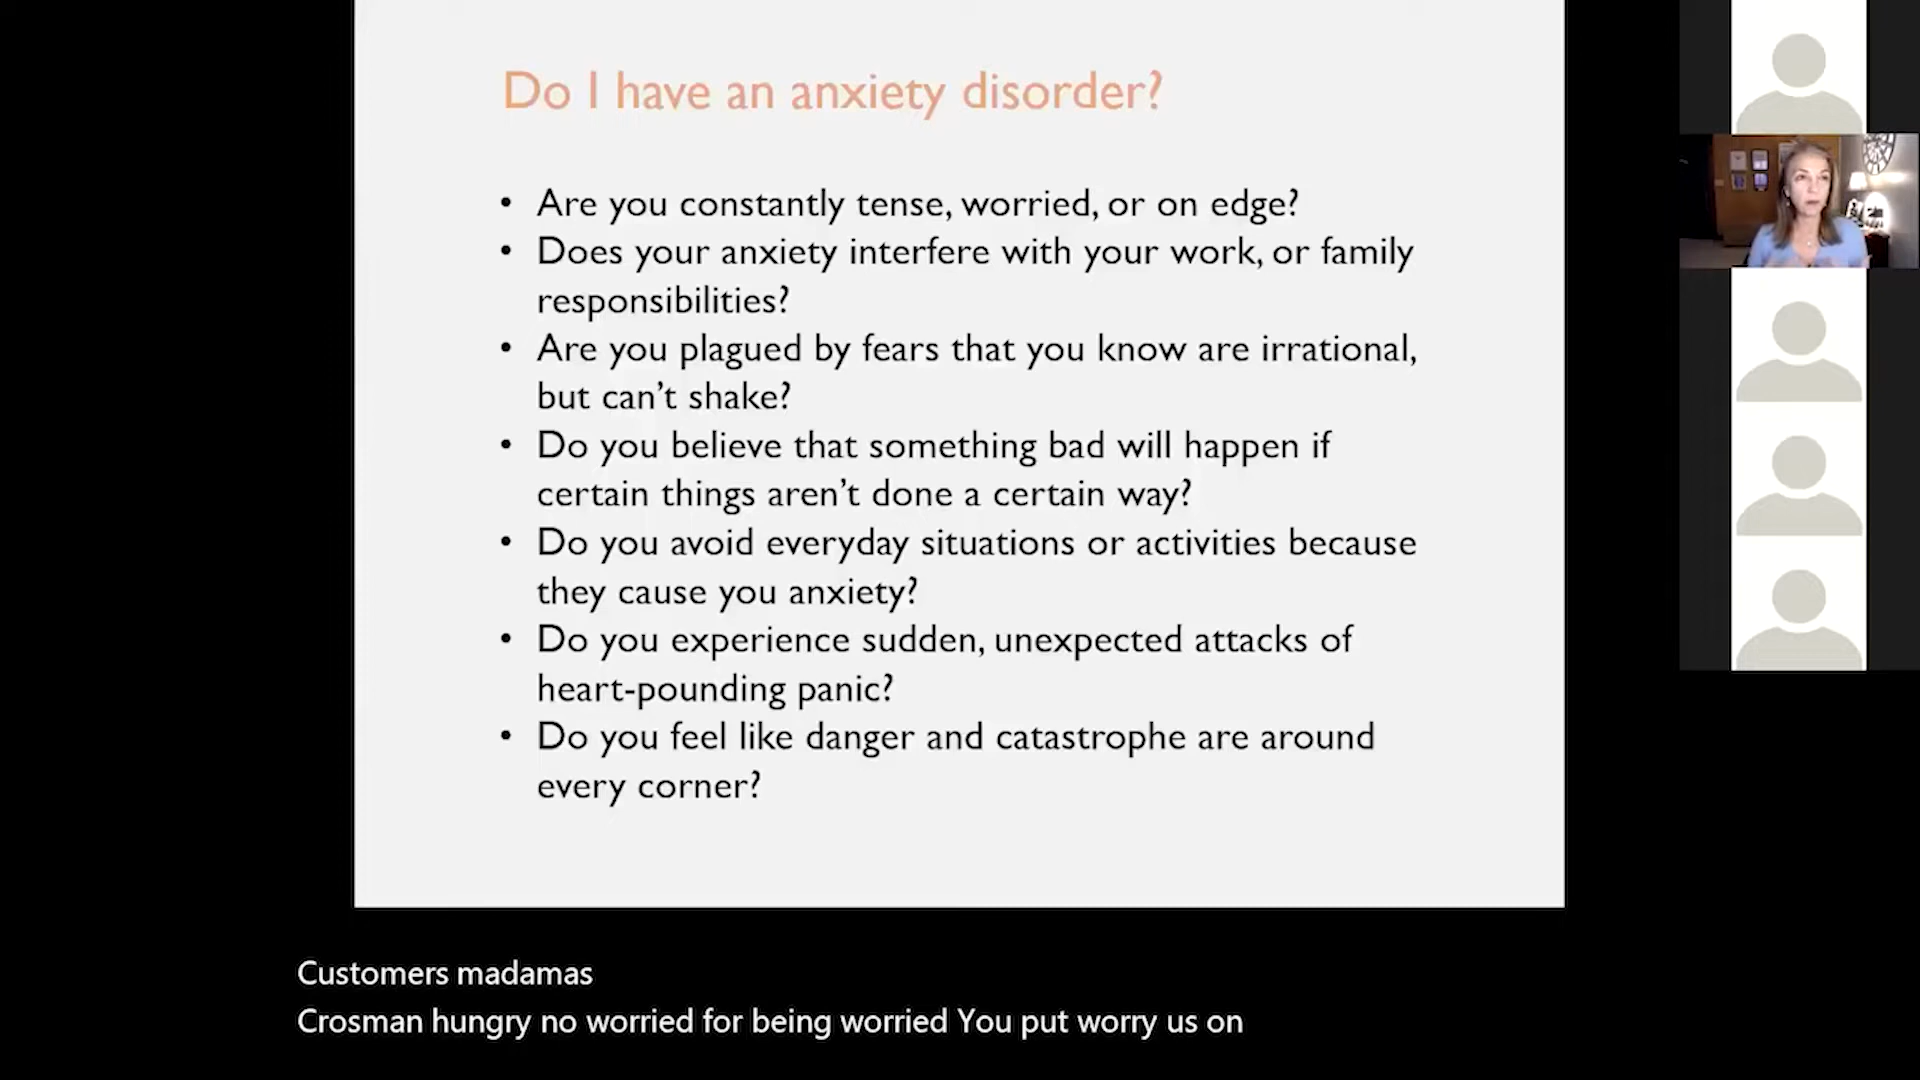 Do I have an anxiety disorder?
• Are you constantly tense, worried, or on edge?
• Does your anxiety interfere with your work, or family
responsibilities?
• Are you plagued by fears that you know are irrational,
but can't shake?
• Do you believe that something bad will happen if
certain things aren't done a certain way?
• Do you avoid everyday situations or activities because
they cause you anxiety?
• Do you experience sudden, unexpected attacks of
heart-pounding panic?
• Do you feel like danger and catastrophe are around
every corner?
Customers madamas
Crosman hungry no worried for being worried You put worry us on